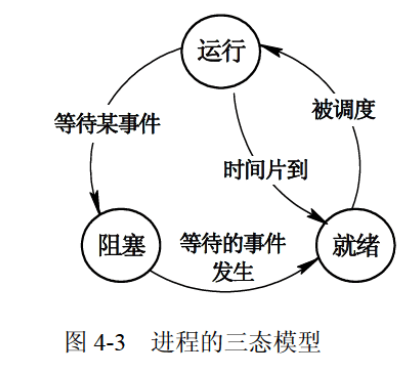 运行
等待某事件
被调度
时间片到
阻塞
等待的事件
发生
就绪
图 4-3 进程的三态模型